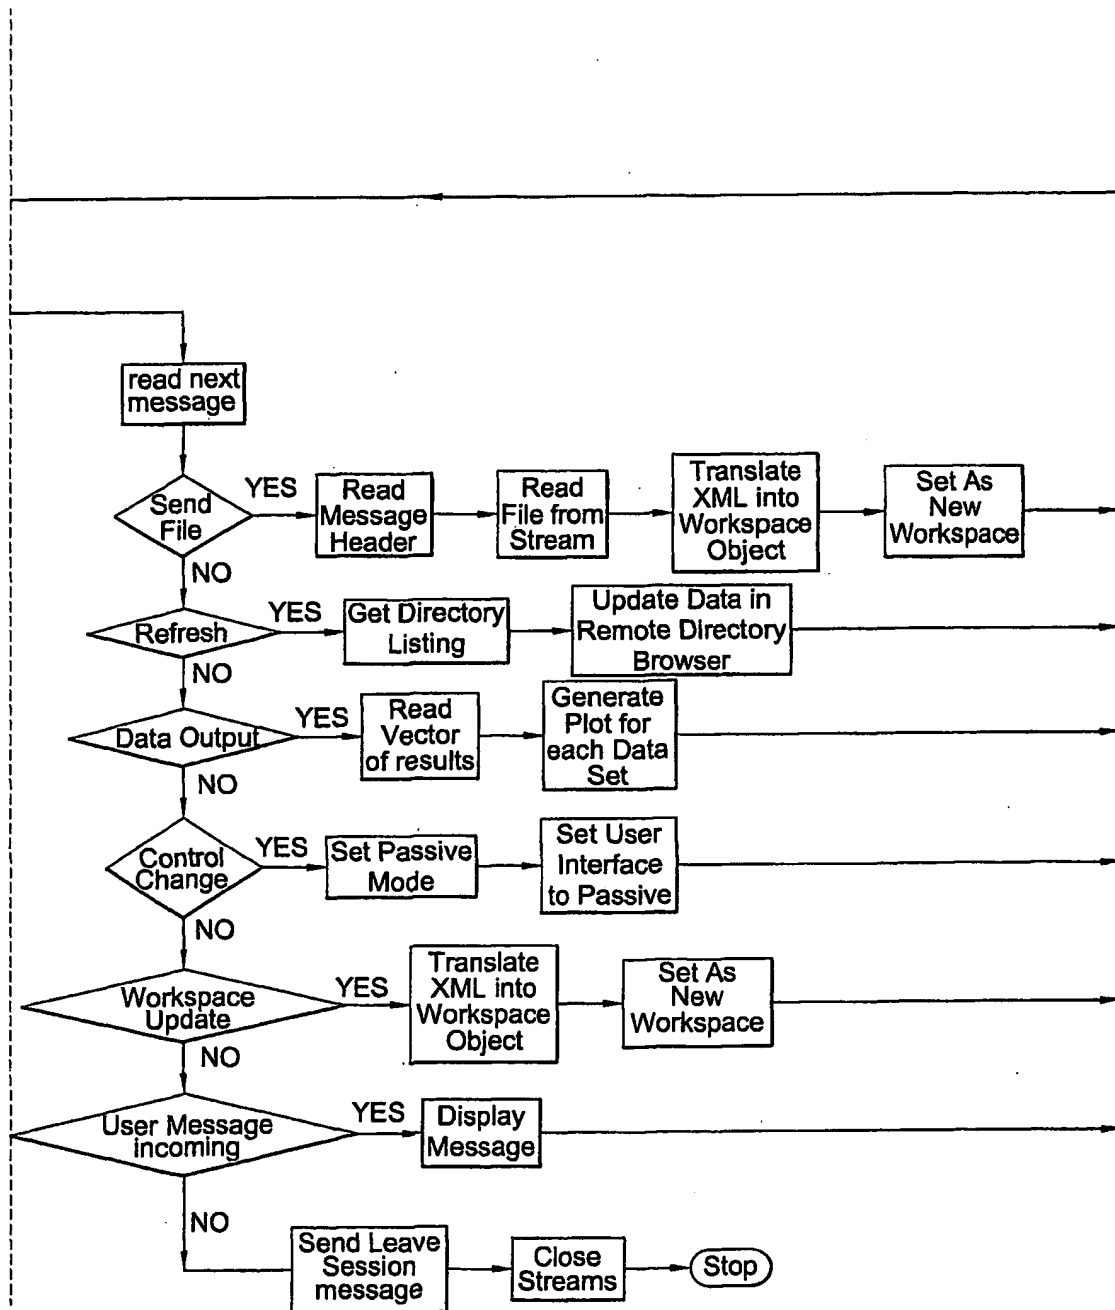 read next
message
Send
File
YES
Read
Message
Header
Read
File from
Stream
Translate
XML into
Workspace
Object
Set As
New
Workspace
NO
Refresh
YES
Get Directory
Listing
Update Data in
Remote Directory
Browser
NO
Data Output
YES
Read
Vector
of results
Generate
Plot for
each Data
Set
NO
Control
Change
YES
Set Passive
Mode
Set User
Interface
to Passive
NO
Workspace
Update
YES
Translate
XML into
Workspace
Object
Set As
New
Workspace
NO
User Message
incoming
YES
Display
Message
NO
Send Leave
Session
message
Close
Streams
Stop